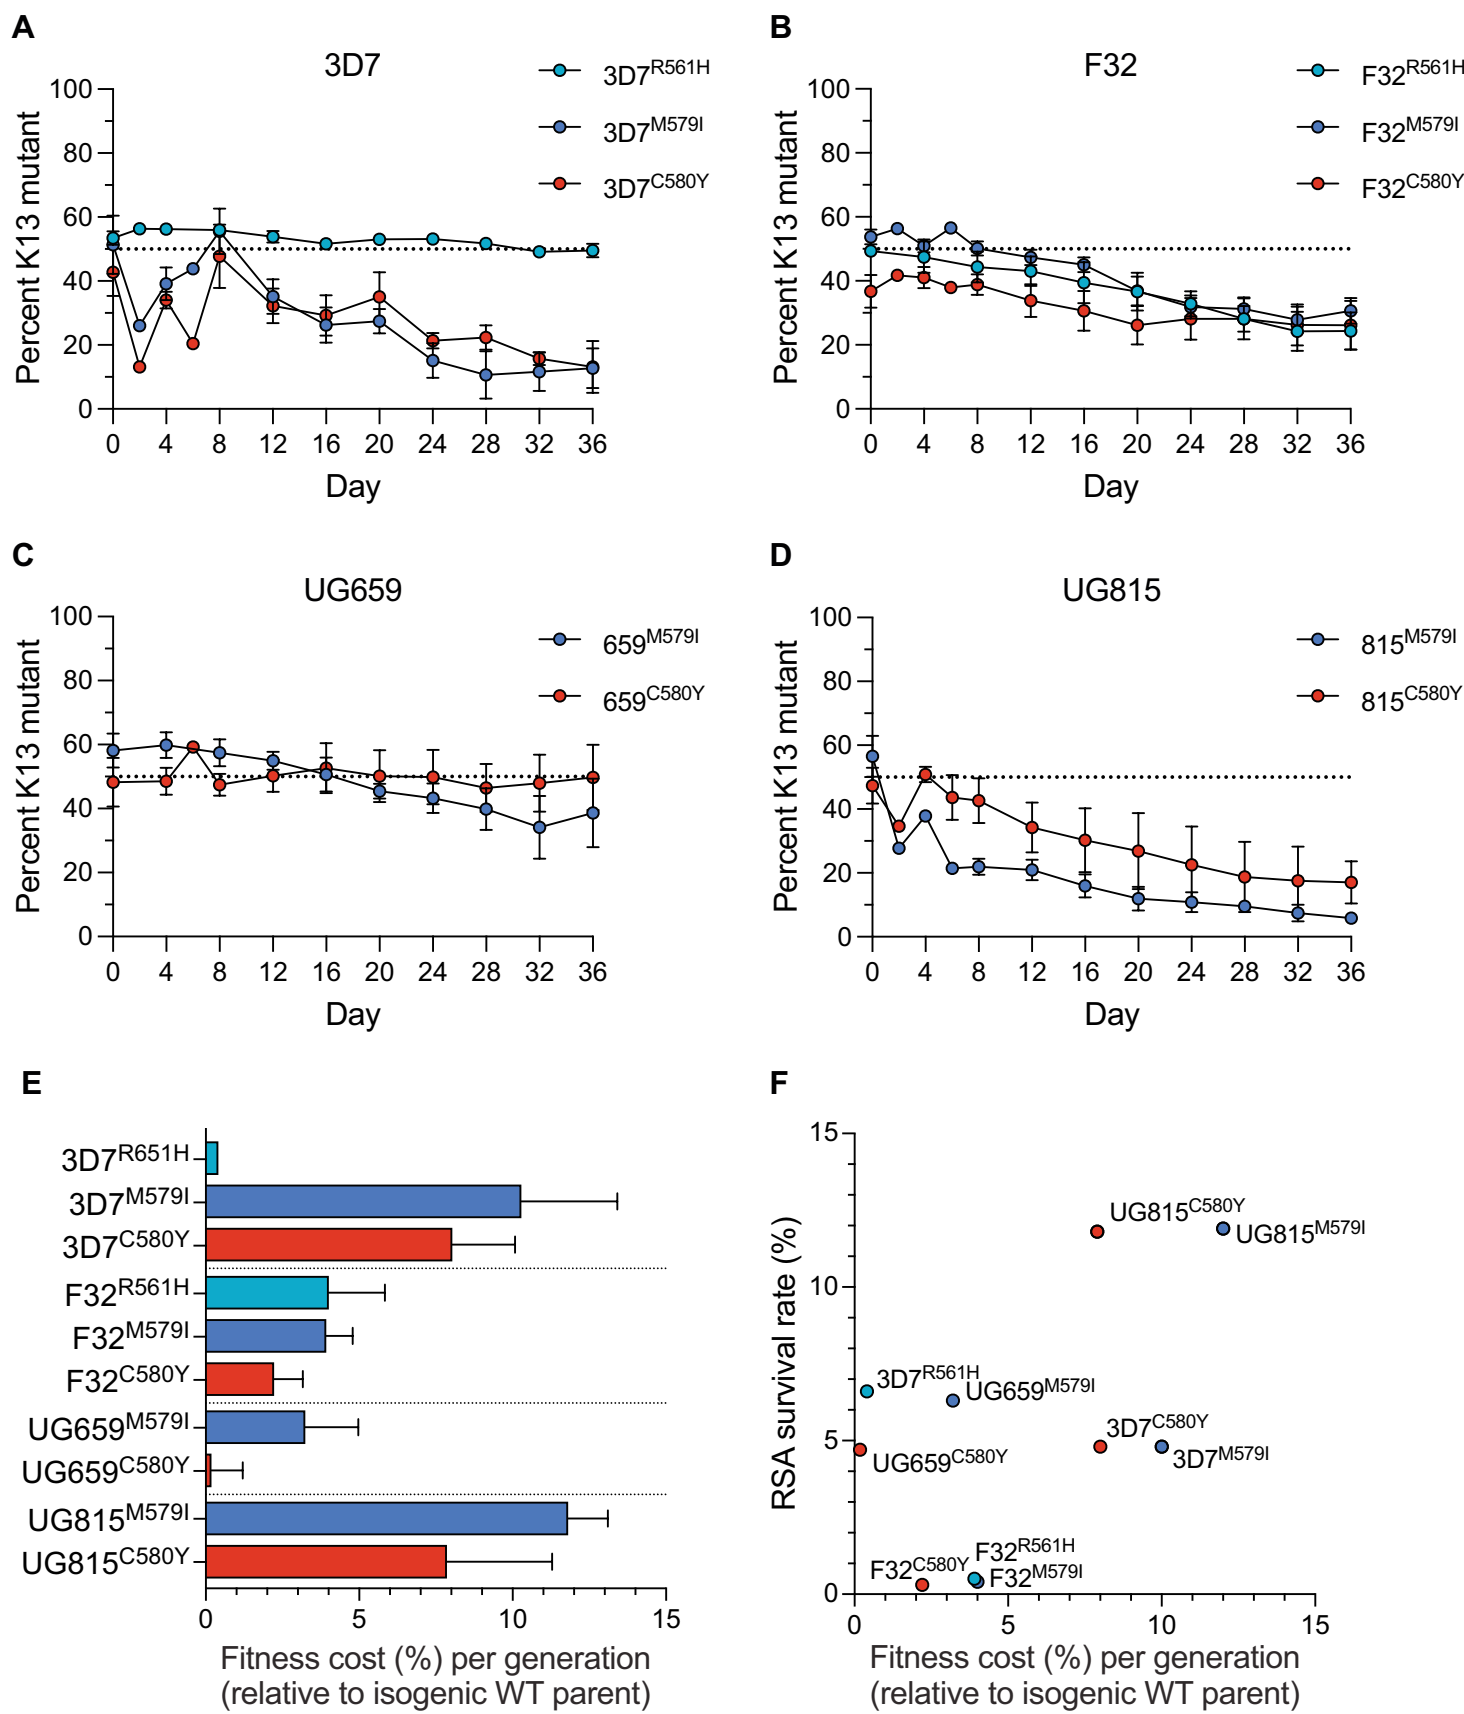 A
3D7
3D7R561H
3D7M579I
3D7C580Y
Percent K13 mutant
100
80
60
40
20
0
0 4 8 12 16 20 24 28 32 36
Day
B
F32
F32R561H
F32M579I
F32C580Y
Percent K13 mutant
100
80
60
40
20
0
0 4 8 12 16 20 24 28 32 36
Day
C
UG659
659M579I
659C580Y
Percent K13 mutant
100
80
60
40
20
0
0 4 8 12 16 20 24 28 32 36
Day
D
UG815
815M579I
815C580Y
Percent K13 mutant
100
80
60
40
20
0
0 4 8 12 16 20 24 28 32 36
Day
E
3D7R651H
3D7M579I
3D7C580Y
F32R561H
F32M579I
F32C580Y
UG659M579I
UG659C580Y
UG815M579I
UG815C580Y
0 5 10 15
Fitness cost (%) per generation
(relative to isogenic WT parent)
F
RSA survival rate (%)
15
10
5
0
UG815C580Y
UG815M579I
3D7R561H
UG659M579I
3D7C580Y
3D7M579I
UG659C580Y
F32R561H
F32C580Y
F32M579I
0 5 10 15
Fitness cost (%) per generation
(relative to isogenic WT parent)